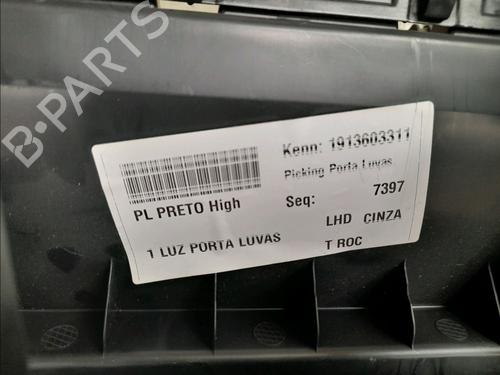 B-PARTS
Kenn: 1913603311
Picking Porta Luvas
PL PRETO High
Seq: 7397
LHD CINZA
1 LUZ PORTA LUVAS
T ROC